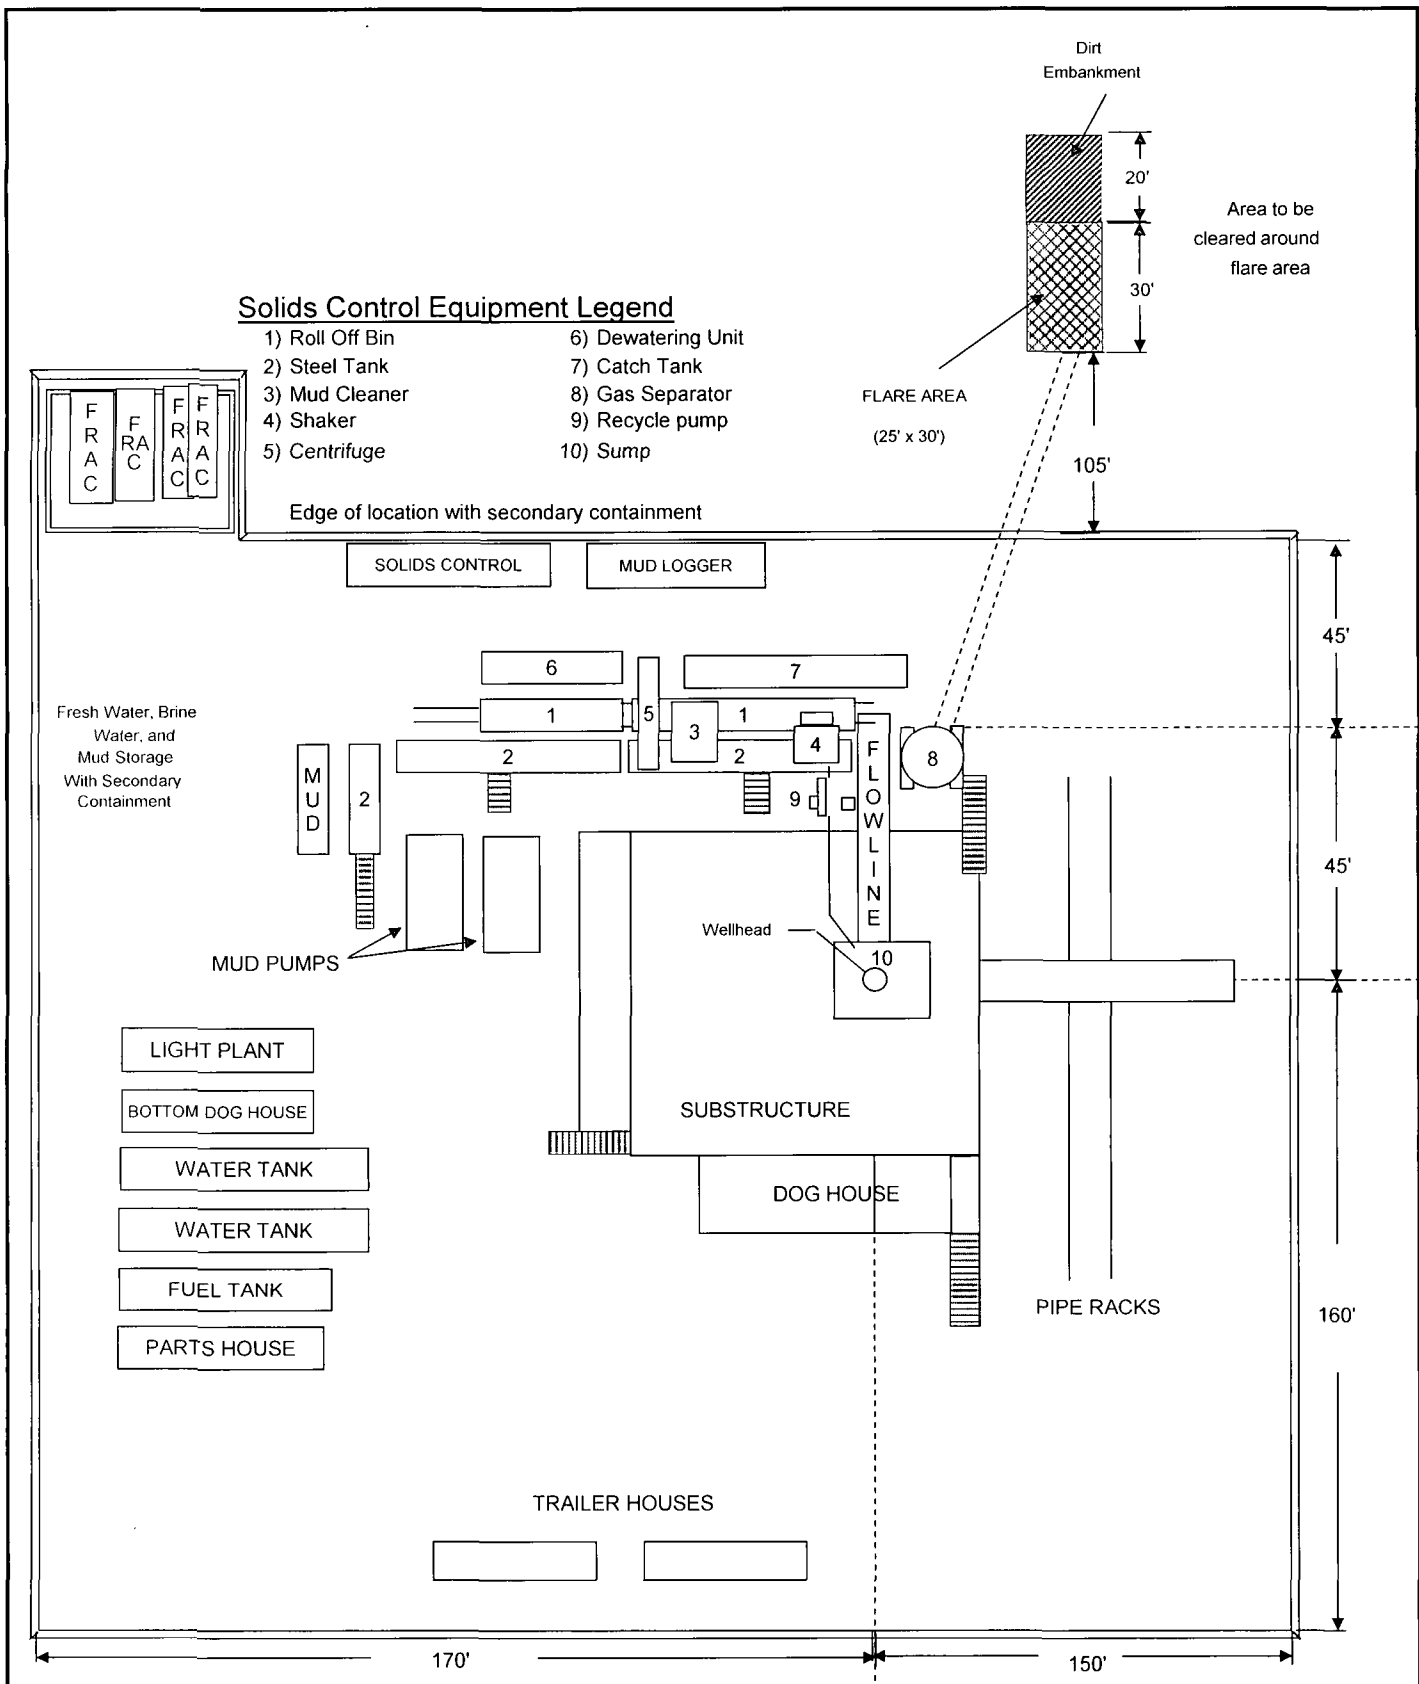 Dirt
Embankment
20'
Area to be
cleared around
flare area
30'
Solids Control Equipment Legend
1) Roll Off Bin
2) Steel Tank
3) Mud Cleaner
4) Shaker
5) Centrifuge
6) Dewatering Unit
7) Catch Tank
8) Gas Separator
9) Recycle pump
10) Sump
FLARE AREA
(25' x 30')
FRAC
FRAC
FRAC
FRAC
105'
Edge of location with secondary containment
SOLIDS CONTROL
MUD LOGGER
45'
6
7
1
5
1
3
4
2
2
8
Fresh Water, Brine
Water, and
Mud Storage
With Secondary
Containment
MUD
2
9
FLOWLINE
45'
Wellhead
10
MUD PUMPS
LIGHT PLANT
BOTTOM DOG HOUSE
SUBSTRUCTURE
WATER TANK
DOG HOUSE
WATER TANK
FUEL TANK
PIPE RACKS
160'
PARTS HOUSE
TRAILER HOUSES
170'
150'